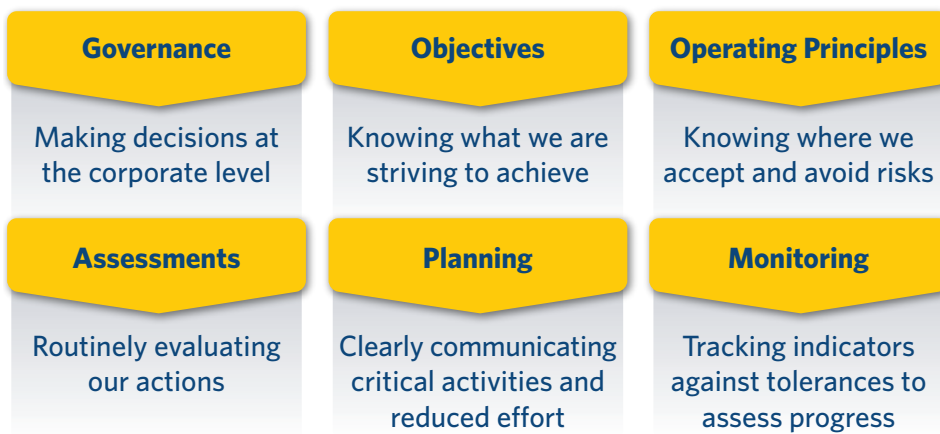 Governance
Making decisions at
the corporate level
Objectives
Knowing what we are
striving to achieve
Operating Principles
Knowing where we
accept and avoid risks
Assessments
Routinely evaluating
our actions
Planning
Clearly communicating
critical activities and
reduced effort
Monitoring
Tracking indicators
against tolerances to
assess progress